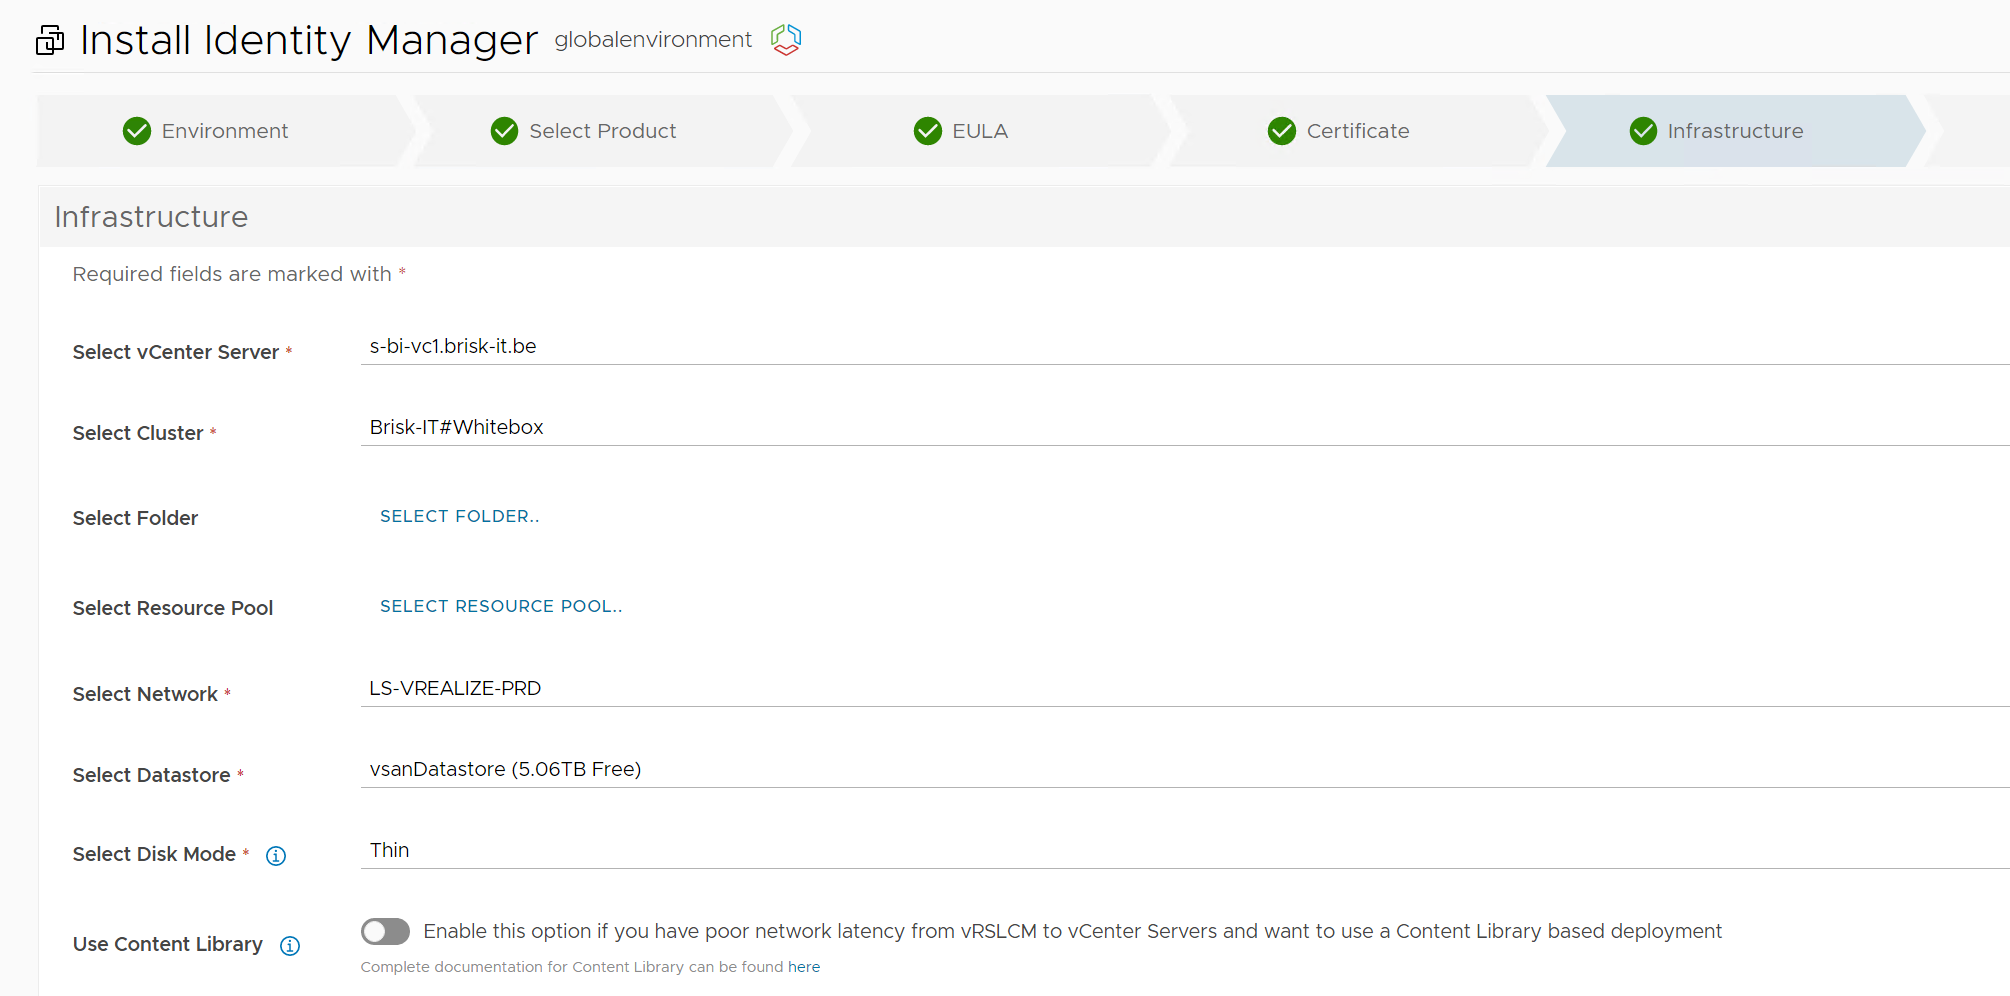 Install Identity Manager globalenvironment
Environment
Select Product
EULA
Certificate
Infrastructure
Infrastructure
Required fields are marked with *
Select vCenter Server * s-bi-vc1.brisk-it.be
Select Cluster * Brisk-IT#Whitebox
Select Folder SELECT FOLDER..
Select Resource Pool SELECT RESOURCE POOL..
Select Network * LS-VREALIZE-PRD
Select Datastore * vsanDatastore (5.06TB Free)
Select Disk Mode * Thin
Use Content Library Enable this option if you have poor network latency from vRSLCM to vCenter Servers and want to use a Content Library based deployment
Complete documentation for Content Library can be found here